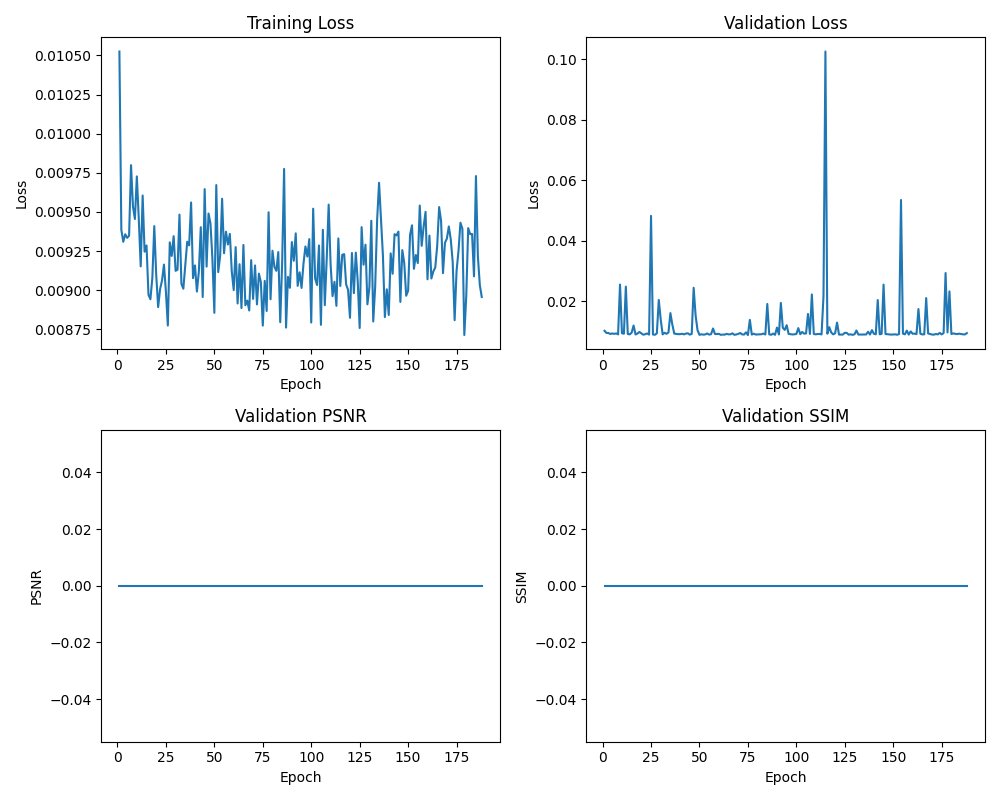 Training Loss
Loss
0.01050
0.01025
0.01000
0.00975
0.00950
0.00925
0.00900
0.00875
0 25 50 75 100 125 150 175
Epoch
Validation Loss
Loss
0.10
0.08
0.06
0.04
0.02
0 25 50 75 100 125 150 175
Epoch
Validation PSNR
PSNR
0.04
0.02
0.00
−0.02
−0.04
0 25 50 75 100 125 150 175
Epoch
Validation SSIM
SSIM
0.04
0.02
0.00
−0.02
−0.04
0 25 50 75 100 125 150 175
Epoch